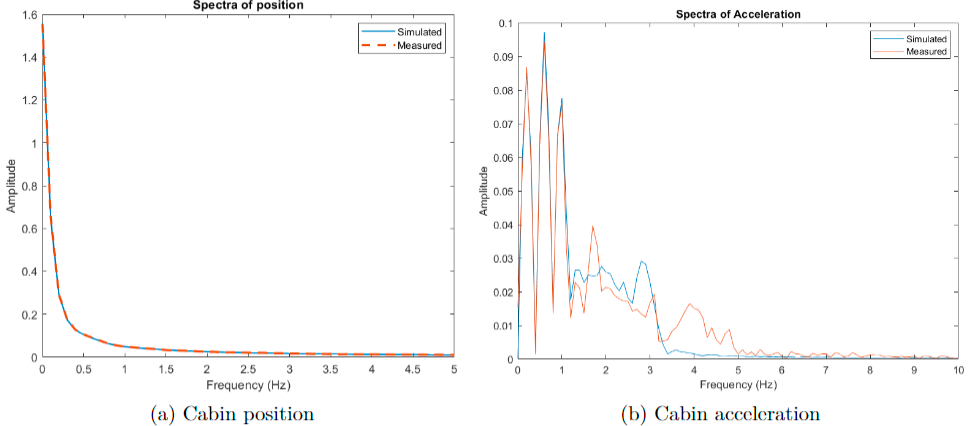 Spectra of position
1.6
1.4
1.2
1
0.8
0.6
0.4
0.2
0
Amplitude
Simulated
Measured
0 0.5 1 1.5 2 2.5 3 3.5 4 4.5 5
Frequency (Hz)
(a) Cabin position
Spectra of Acceleration
0.1
0.09
0.08
0.07
0.06
0.05
0.04
0.03
0.02
0.01
0
Amplitude
Simulated
Measured
0 1 2 3 4 5 6 7 8 9 10
Frequency (Hz)
(b) Cabin acceleration